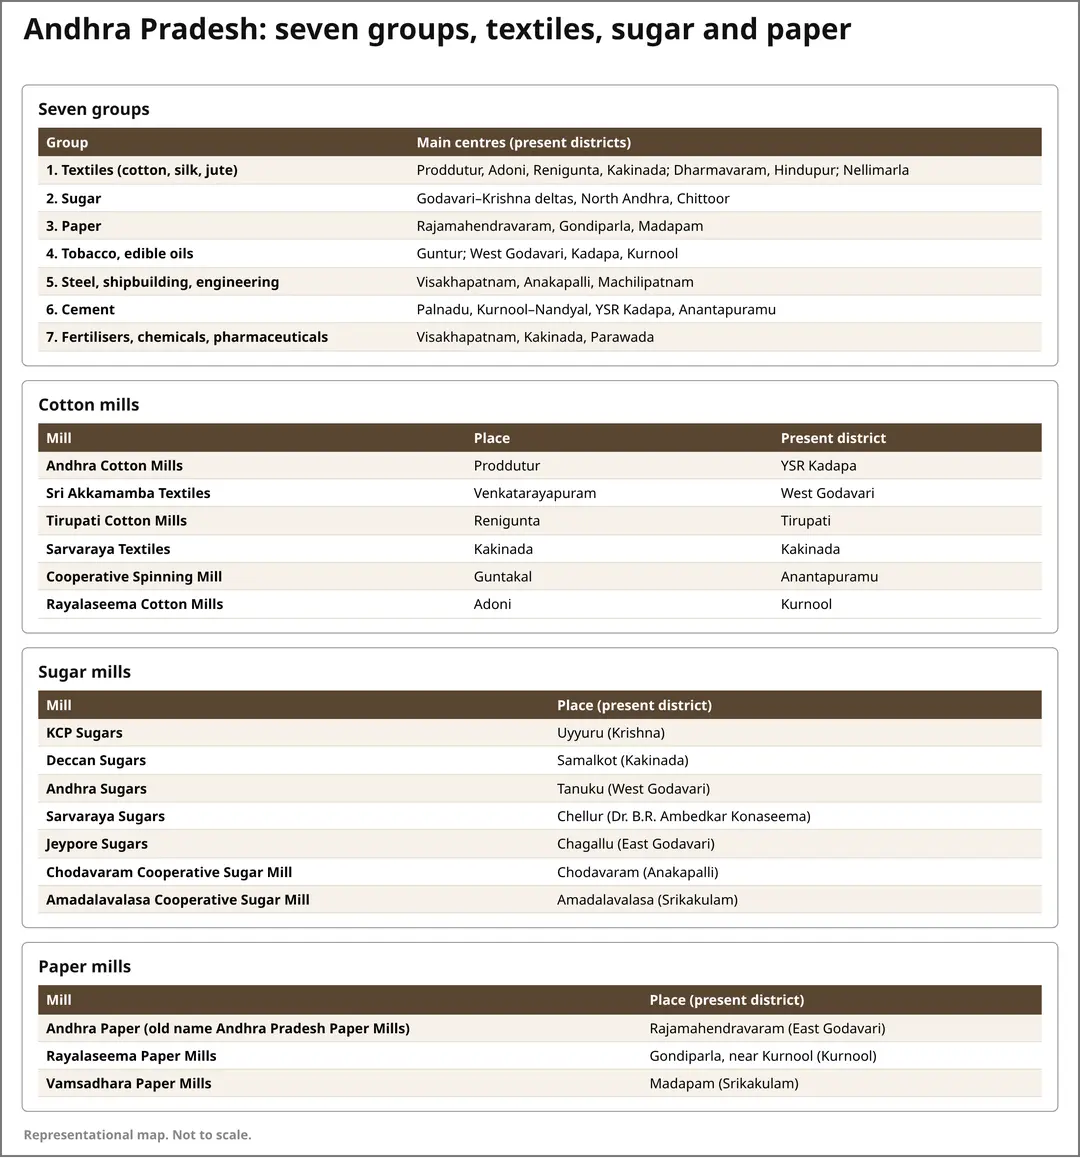 Andhra Pradesh: seven groups, textiles, sugar and paper
Seven groups
Group Main centres (present districts)
1. Textiles (cotton, silk, jute) Proddutur, Adoni, Renigunta, Kakinada; Dharmavaram, Hindupur; Nellimarla
2. Sugar Godavari–Krishna deltas, North Andhra, Chittoor
3. Paper Rajamahendravaram, Gondiparla, Madapam
4. Tobacco, edible oils Guntur; West Godavari, Kadapa, Kurnool
5. Steel, shipbuilding, engineering Visakhapatnam, Anakapalli, Machilipatnam
6. Cement Palnadu, Kurnool–Nandyal, YSR Kadapa, Anantapuramu
7. Fertilisers, chemicals, pharmaceuticals Visakhapatnam, Kakinada, Parawada
Cotton mills
Mill Place Present district
Andhra Cotton Mills Proddutur YSR Kadapa
Sri Akkamamba Textiles Venkatarayapuram West Godavari
Tirupati Cotton Mills Renigunta Tirupati
Sarvaraya Textiles Kakinada Kakinada
Cooperative Spinning Mill Guntakal Anantapuramu
Rayalaseema Cotton Mills Adoni Kurnool
Sugar mills
Mill Place (present district)
KCP Sugars Uyyuru (Krishna)
Deccan Sugars Samalkot (Kakinada)
Andhra Sugars Tanuku (West Godavari)
Sarvaraya Sugars Chellur (Dr. B.R. Ambedkar Konaseema)
Jeypore Sugars Chagallu (East Godavari)
Chodavaram Cooperative Sugar Mill Chodavaram (Anakapalli)
Amadalavalasa Cooperative Sugar Mill Amadalavalasa (Srikakulam)
Paper mills
Mill Place (present district)
Andhra Paper (old name Andhra Pradesh Paper Mills) Rajamahendravaram (East Godavari)
Rayalaseema Paper Mills Gondiparla, near Kurnool (Kurnool)
Vamsadhara Paper Mills Madapam (Srikakulam)
Representational map. Not to scale.